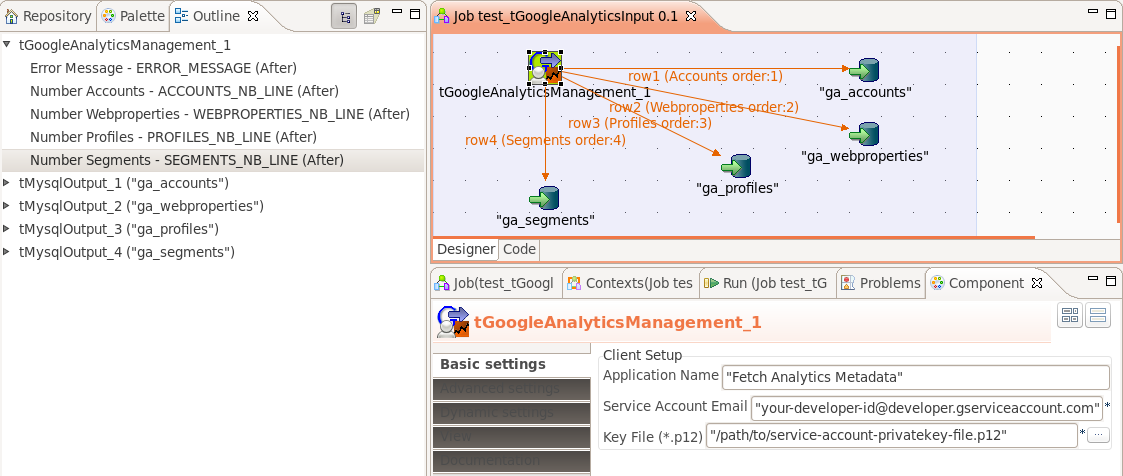 Repository
Palette
Outline
tGoogleAnalyticsManagement_1
Error Message - ERROR_MESSAGE (After)
Number Accounts - ACCOUNTS_NB_LINE (After)
Number Webproperties - WEBPROPERTIES_NB_LINE (After)
Number Profiles - PROFILES_NB_LINE (After)
Number Segments - SEGMENTS_NB_LINE (After)
tMysqlOutput_1 ("ga_accounts")
tMysqlOutput_2 ("ga_webproperties")
tMysqlOutput_3 ("ga_profiles")
tMysqlOutput_4 ("ga_segments")
Job test_tGoogleAnalyticsInput 0.1
row1 (Accounts order:1)
tGoogleAnalyticsManagement_1
"ga_accounts"
row2 (Webproperties order:2)
row3 (Profiles order:3)
row4 (Segments order:4)
"ga_webproperties"
"ga_profiles"
"ga_segments"
Designer
Code
Job(test_tGoogl
Contexts(Job tes
Run (Job test_tG
Problems
Component
tGoogleAnalyticsManagement_1
Basic settings
Advanced settings
Dynamic settings
View
Documentation
Client Setup
Application Name "Fetch Analytics Metadata"
Service Account Email "your-developer-id@developer.gserviceaccount.com" *
Key File (*.p12) "/path/to/service-account-privatekey-file.p12" * ...